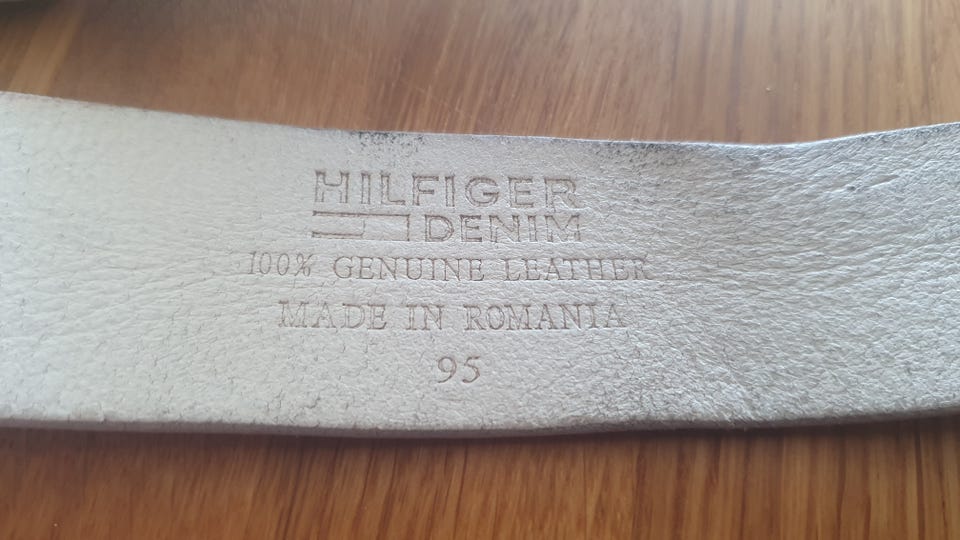 HILFIGER
DENIM
100% GENUINE LEATHER
MADE IN ROMANIA
95